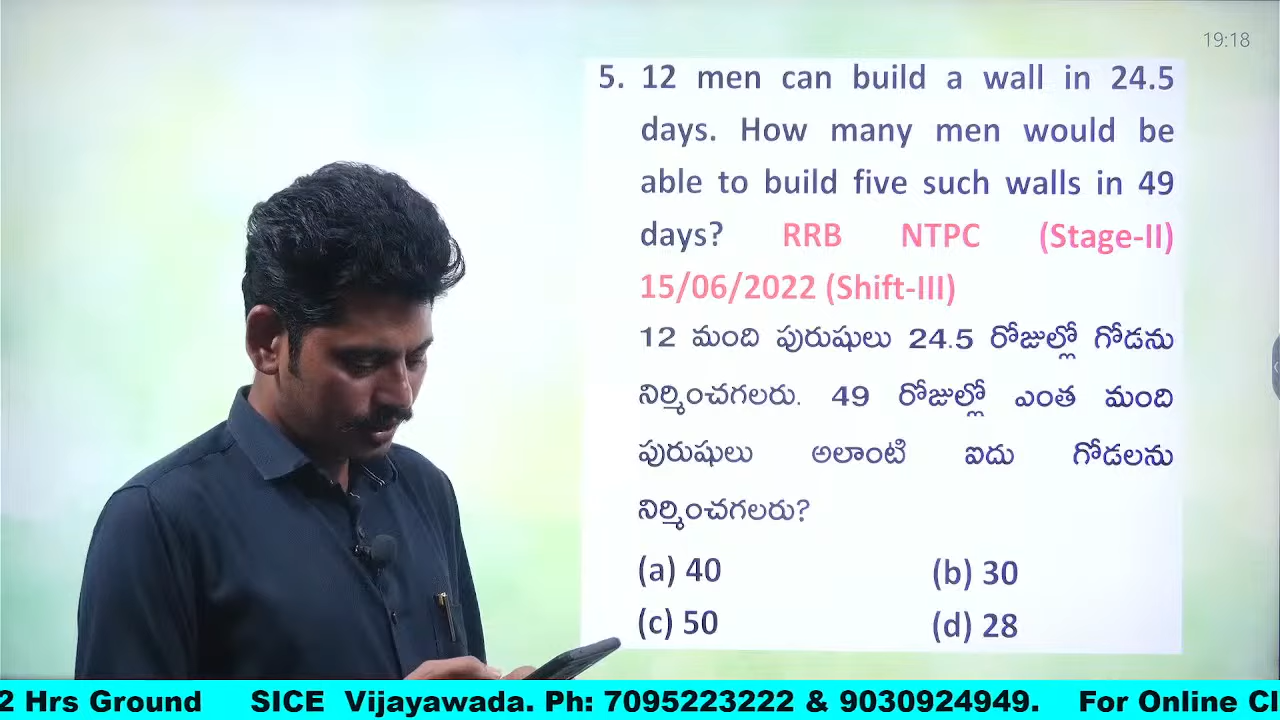 19:18
5. 12 men can build a wall in 24.5
days. How many men would be
able to build five such walls in 49
days? RRB NTPC (Stage-II)
15/06/2022 (Shift-III)
12 మంది పురుషులు 24.5 రోజుల్లో గోడను
నిర్మించగలరు. 49 రోజుల్లో ఎంత మంది
పురుషులు అలాంటి ఐదు గోడలను
నిర్మించగలరు?
(a) 40 (b) 30
(c) 50 (d) 28
2 Hrs Ground SICE Vijayawada. Ph: 7095223222 & 9030924949. For Online Cl